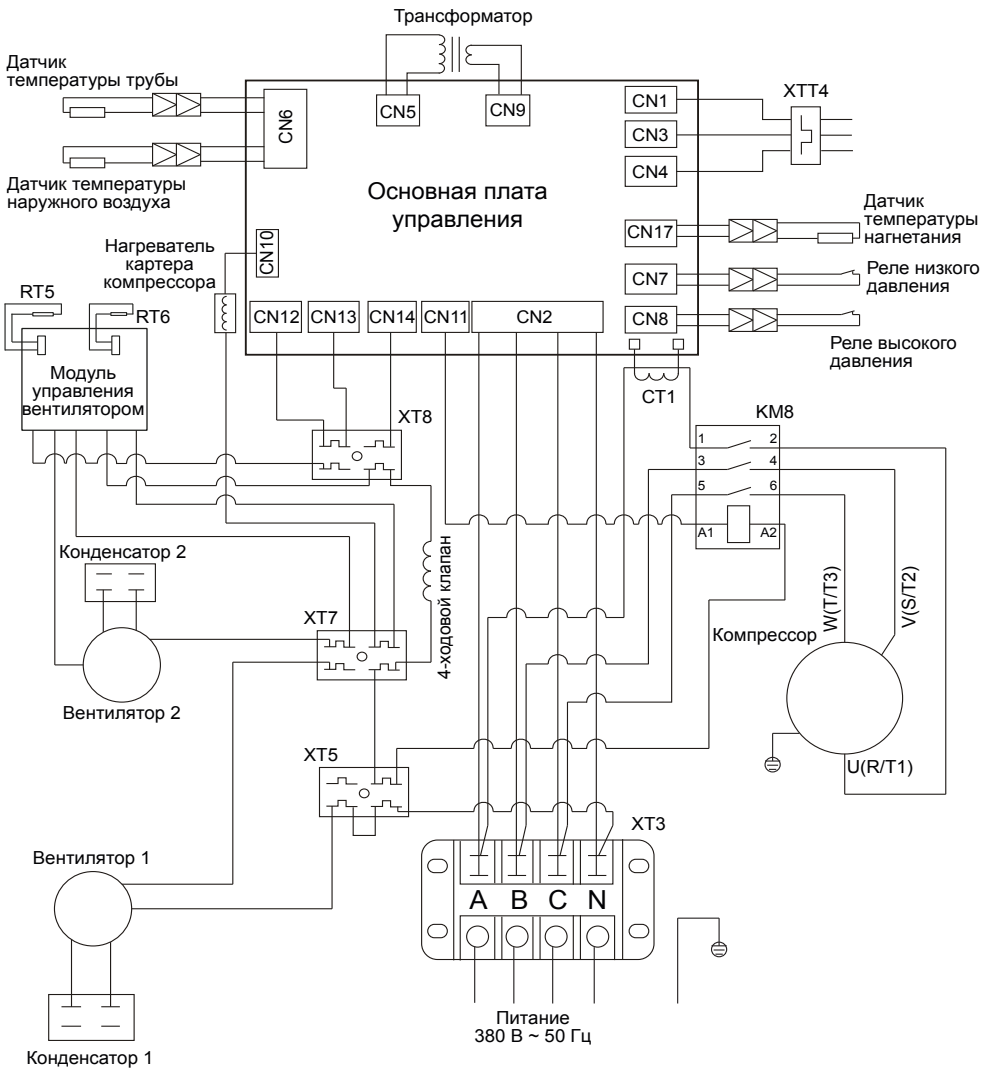 Трансформатор
Датчик
температуры трубы
CN6
CN5
CN9
CN1
CN3
CN4
XTT4
Датчик температуры
наружного воздуха
Основная плата
управления
CN17
Датчик
температуры
нагнетания
CN10
Нагреватель
картера
компрессора
CN7
Реле низкого
давления
RT5
RT6
CN12
CN13
CN14
CN11
CN2
CN8
Реле высокого
давления
Модуль
управления
вентилятором
CT1
XT8
KM8
1
2
3
4
5
6
A1
A2
Конденсатор 2
4-ходовой клапан
XT7
W(T/T3)
V(S/T2)
Компрессор
Вентилятор 2
XT5
U(R/T1)
XT3
Вентилятор 1
A
B
C
N
Питание
380 В ~ 50 Гц
Конденсатор 1